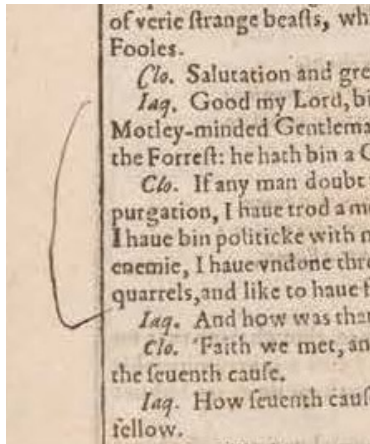 of verie ſtrange beaſts, wh
Fooles.
Clo. Salutation and gre
Iaq. Good my Lord, bi
Motley-minded Gentlema
the Forreſt: he hath bin a C
Clo. If any man doubt
purgation, I haue trod a me
I haue bin politicke with m
enemie, I haue vndone thre
quarrels, and like to haue f
Iaq. And how was that
Clo. 'Faith we met, an
the ſeuenth cauſe.
Iaq. How ſeuenth cauſ
fellow.